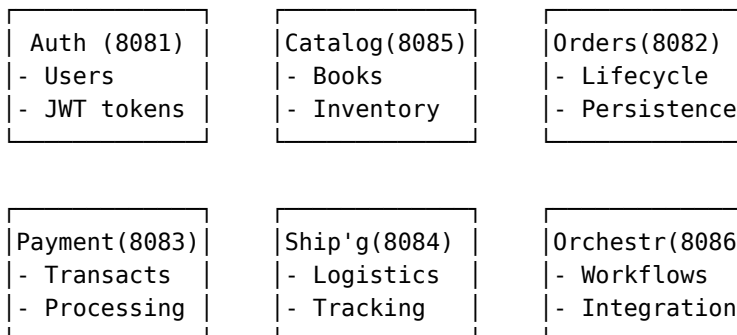 Auth (8081)
- Users
- JWT tokens
Catalog(8085)
- Books
- Inventory
Orders(8082)
- Lifecycle
- Persistence
Payment(8083)
- Transacts
- Processing
Ship'g(8084)
- Logistics
- Tracking
Orchestr(8086
- Workflows
- Integration